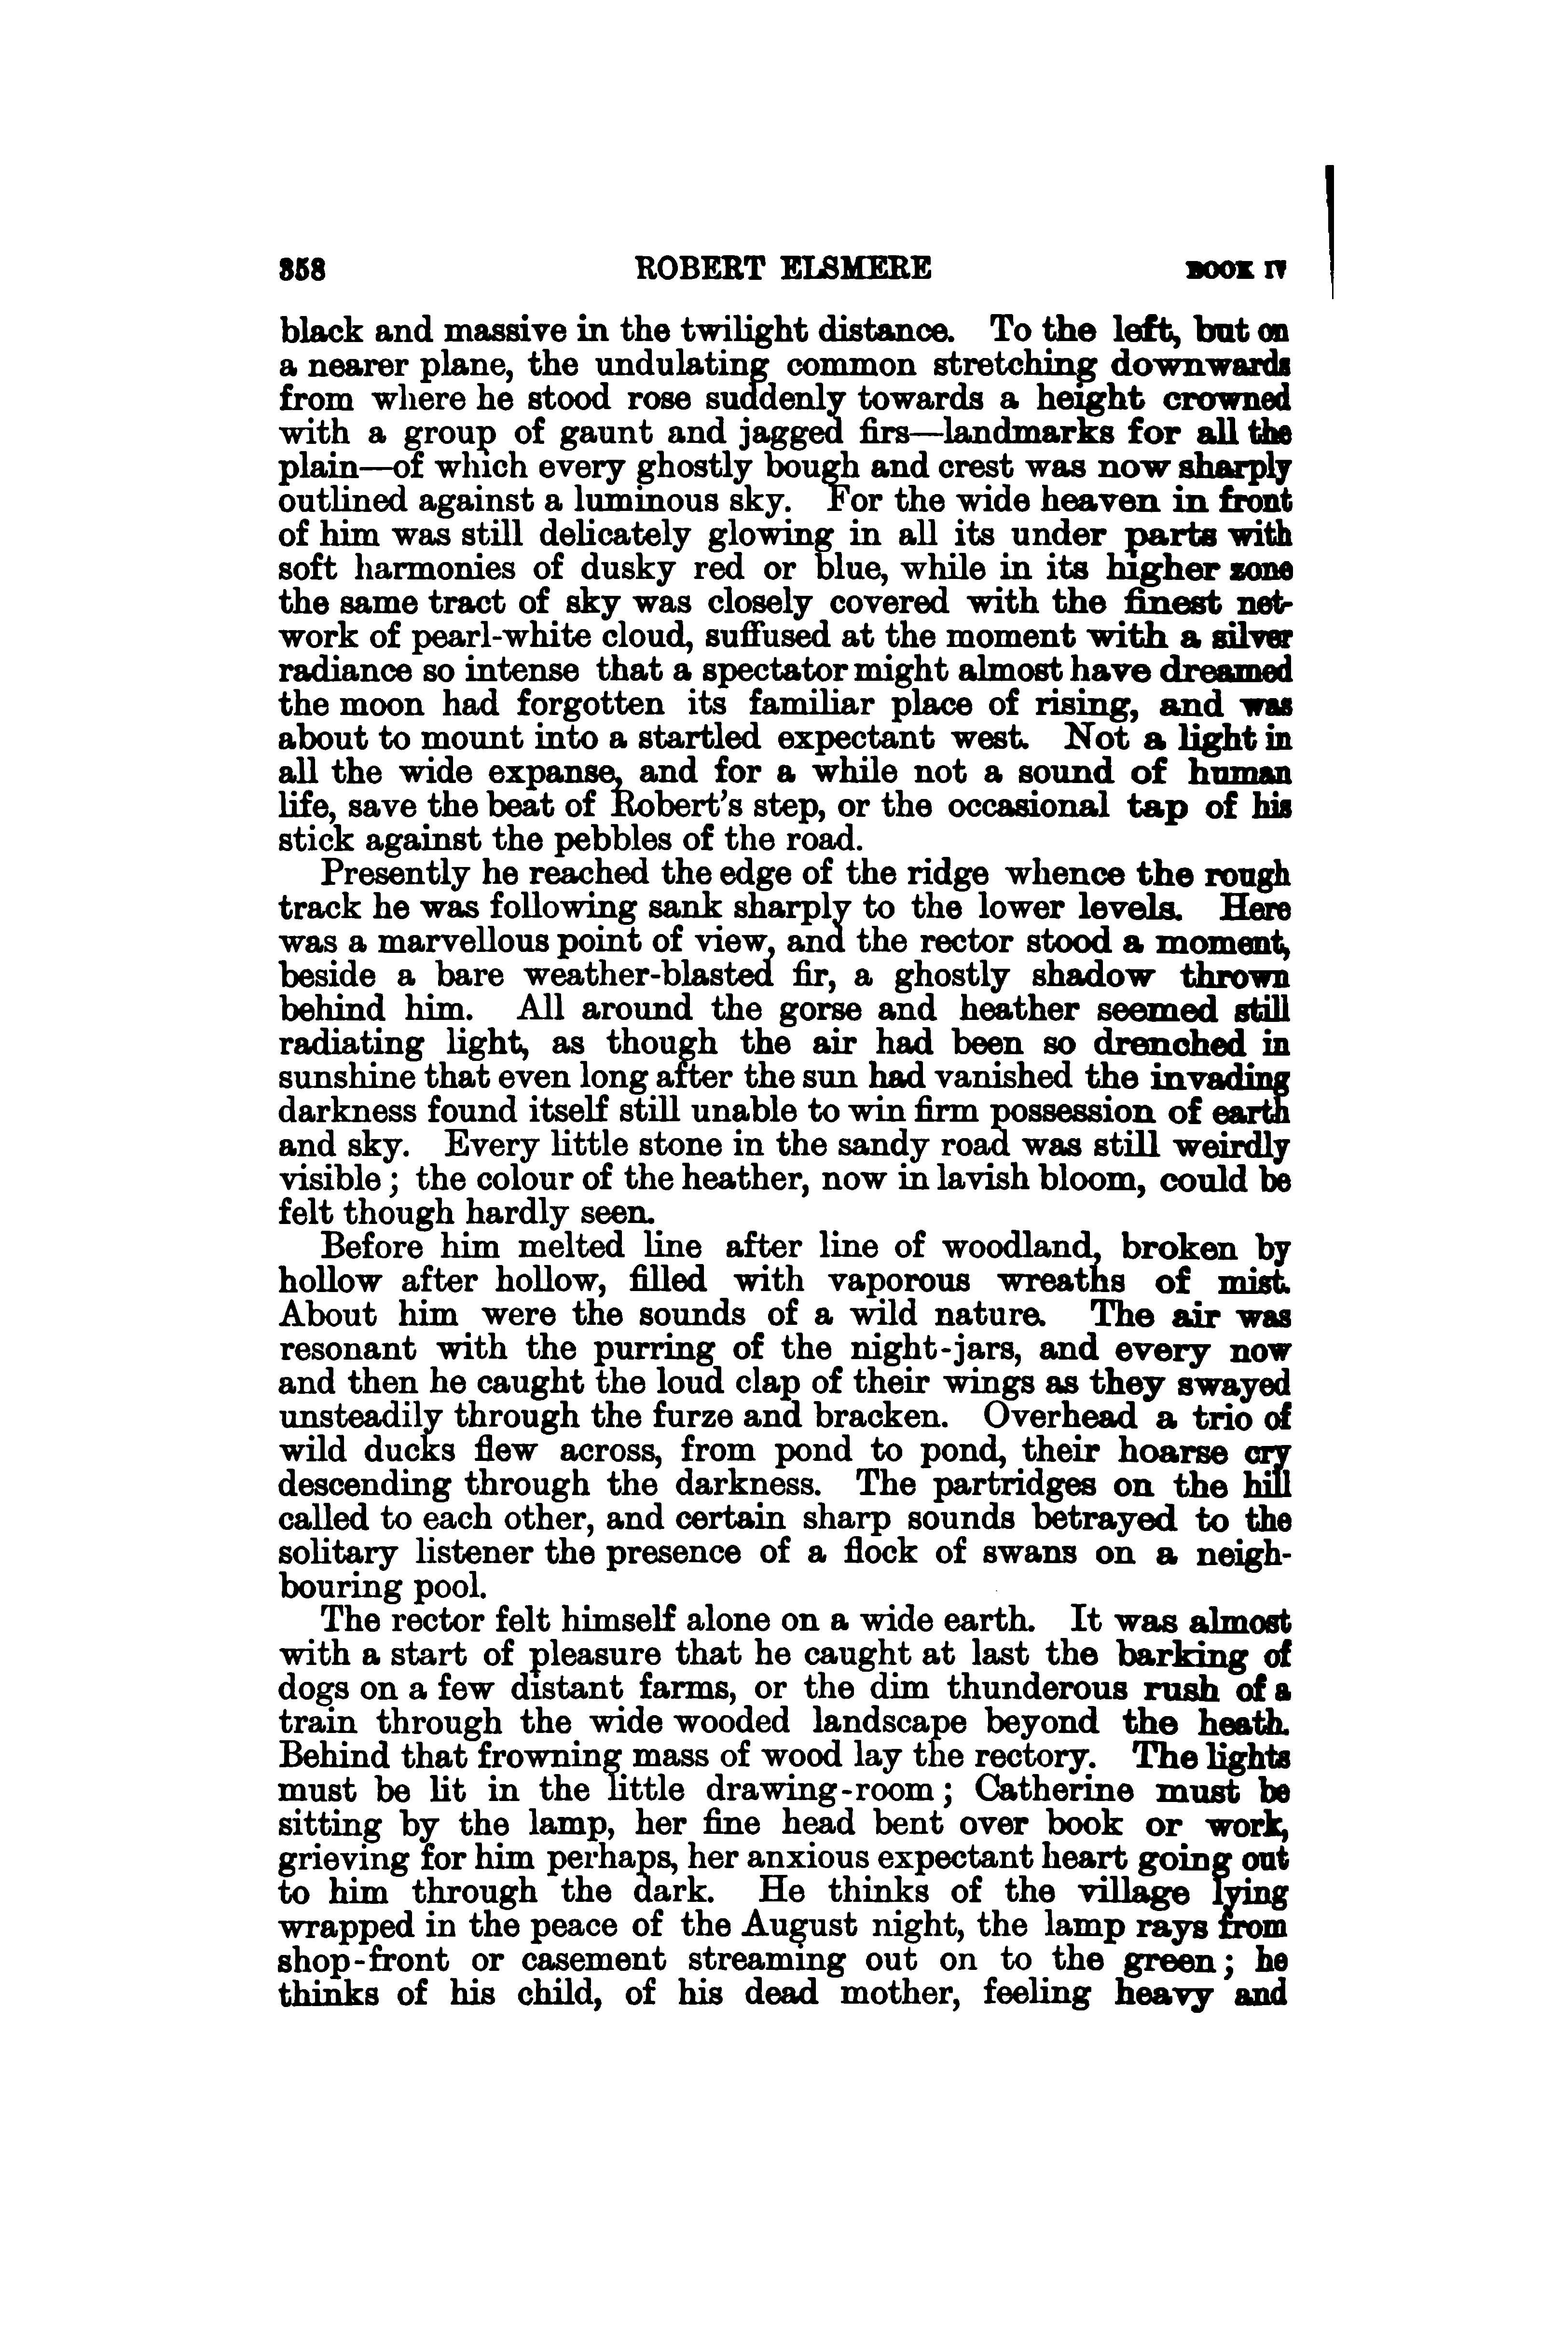 358 ROBERT ELSMERE BOOK IV
black and massive in the twilight distance. To the left, but on
a nearer plane, the undulating common stretching downwards
from where he stood rose suddenly towards a height crowned
with a group of gaunt and jagged firs—landmarks for all the
plain—of which every ghostly bough and crest was now sharply
outlined against a luminous sky. For the wide heaven in front
of him was still delicately glowing in all its under parts with
soft harmonies of dusky red or blue, while in its higher zone
the same tract of sky was closely covered with the finest net-
work of pearl-white cloud, suffused at the moment with a silver
radiance so intense that a spectator might almost have dreamed
the moon had forgotten its familiar place of rising, and was
about to mount into a startled expectant west. Not a light in
all the wide expanse, and for a while not a sound of human
life, save the beat of Robert's step, or the occasional tap of his
stick against the pebbles of the road.
Presently he reached the edge of the ridge whence the rough
track he was following sank sharply to the lower levels. Here
was a marvellous point of view, and the rector stood a moment,
beside a bare weather-blasted fir, a ghostly shadow thrown
behind him. All around the gorse and heather seemed still
radiating light, as though the air had been so drenched in
sunshine that even long after the sun had vanished the invading
darkness found itself still unable to win firm possession of earth
and sky. Every little stone in the sandy road was still weirdly
visible; the colour of the heather, now in lavish bloom, could be
felt though hardly seen.
Before him melted line after line of woodland, broken by
hollow after hollow, filled with vaporous wreaths of mist.
About him were the sounds of a wild nature. The air was
resonant with the purring of the night-jars, and every now
and then he caught the loud clap of their wings as they swayed
unsteadily through the furze and bracken. Overhead a trio of
wild ducks flew across, from pond to pond, their hoarse cry
descending through the darkness. The partridges on the hill
called to each other, and certain sharp sounds betrayed to the
solitary listener the presence of a flock of swans on a neigh-
bouring pool.
The rector felt himself alone on a wide earth. It was almost
with a start of pleasure that he caught at last the barking of
dogs on a few distant farms, or the dim thunderous rush of a
train through the wide wooded landscape beyond the heath.
Behind that frowning mass of wood lay the rectory. The lights
must be lit in the little drawing-room; Catherine must be
sitting by the lamp, her fine head bent over book or work,
grieving for him perhaps, her anxious expectant heart going out
to him through the dark. He thinks of the village lying
wrapped in the peace of the August night, the lamp rays from
shop-front or casement streaming out on to the green; he
thinks of his child, of his dead mother, feeling heavy and